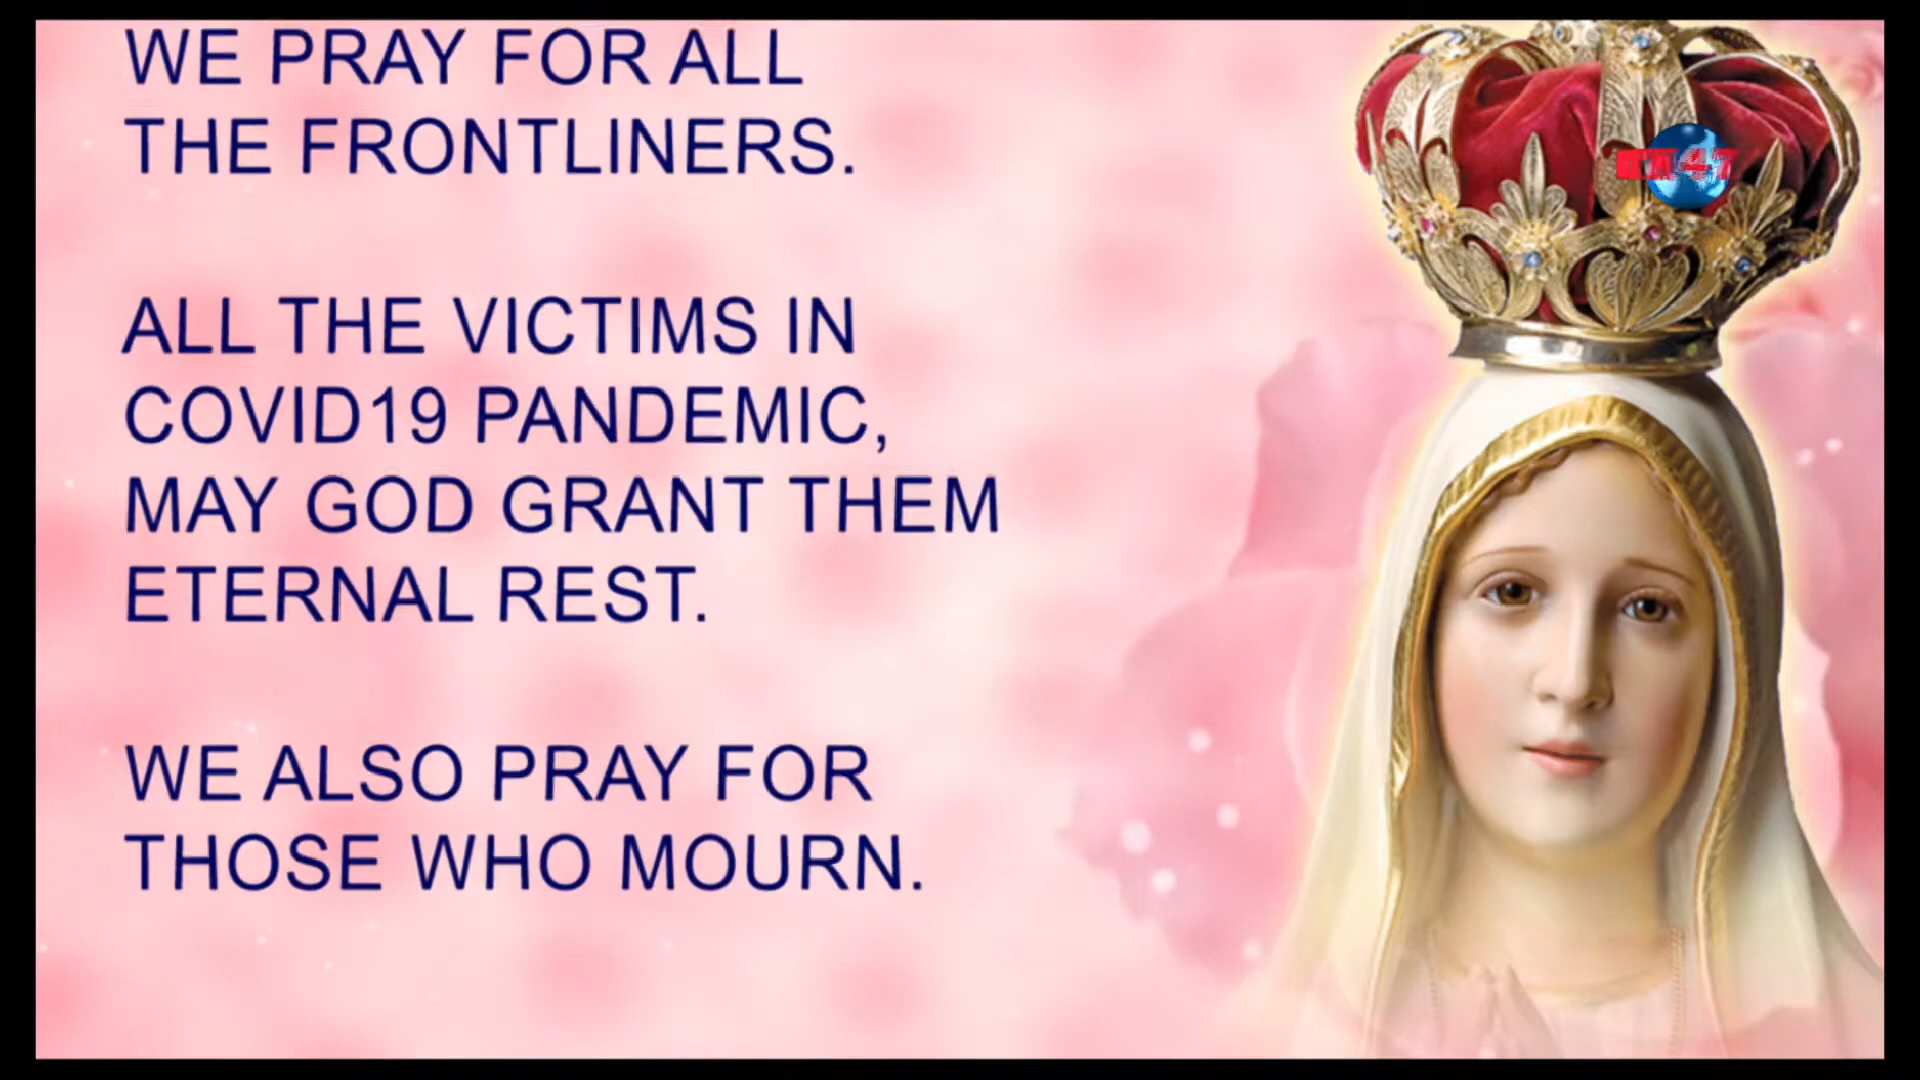 WE PRAY FOR ALL
THE FRONTLINERS.
ALL THE VICTIMS IN
COVID19 PANDEMIC,
MAY GOD GRANT THEM
ETERNAL REST.
WE ALSO PRAY FOR
THOSE WHO MOURN.